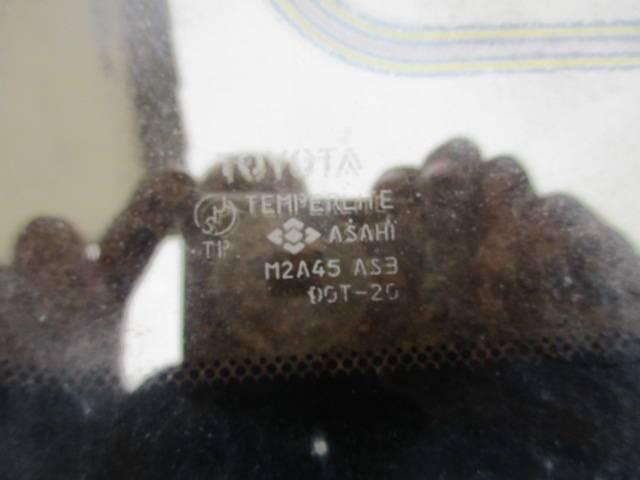 TOYOTA
TEMPERLITE
TP ASAHI
M2A45 AS3
DOT-20